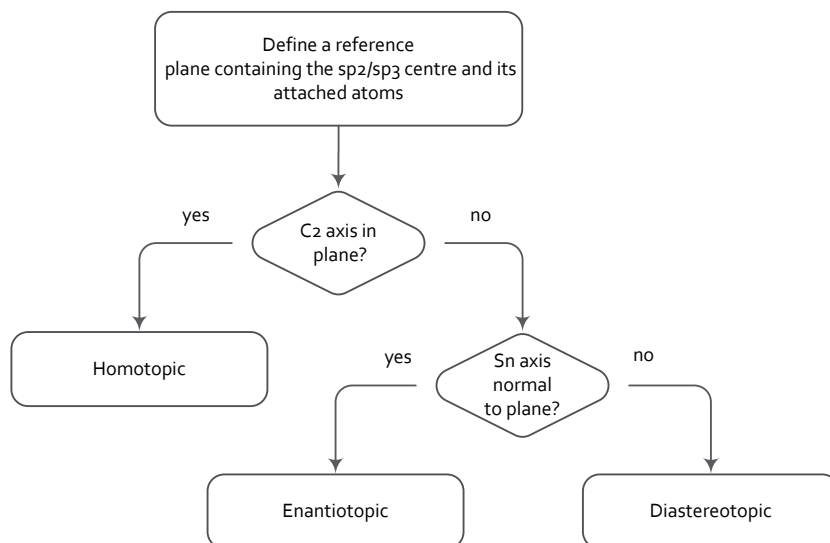 Define a reference
plane containing the sp2/sp3 centre and its
attached atoms
yes
C2 axis in
plane?
no
Homotopic
yes
Sn axis
normal
to plane?
no
Enantiotopic
Diastereotopic